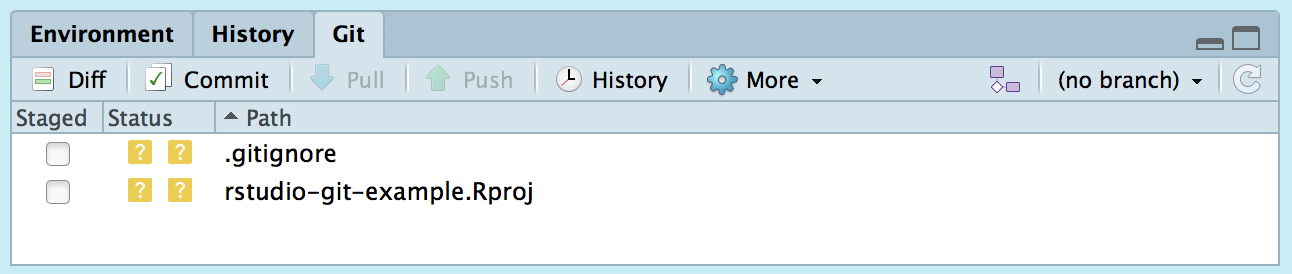 Environment History Git
Diff Commit Pull Push History More (no branch)
Staged Status Path
? ? .gitignore
? ? rstudio-git-example.Rproj